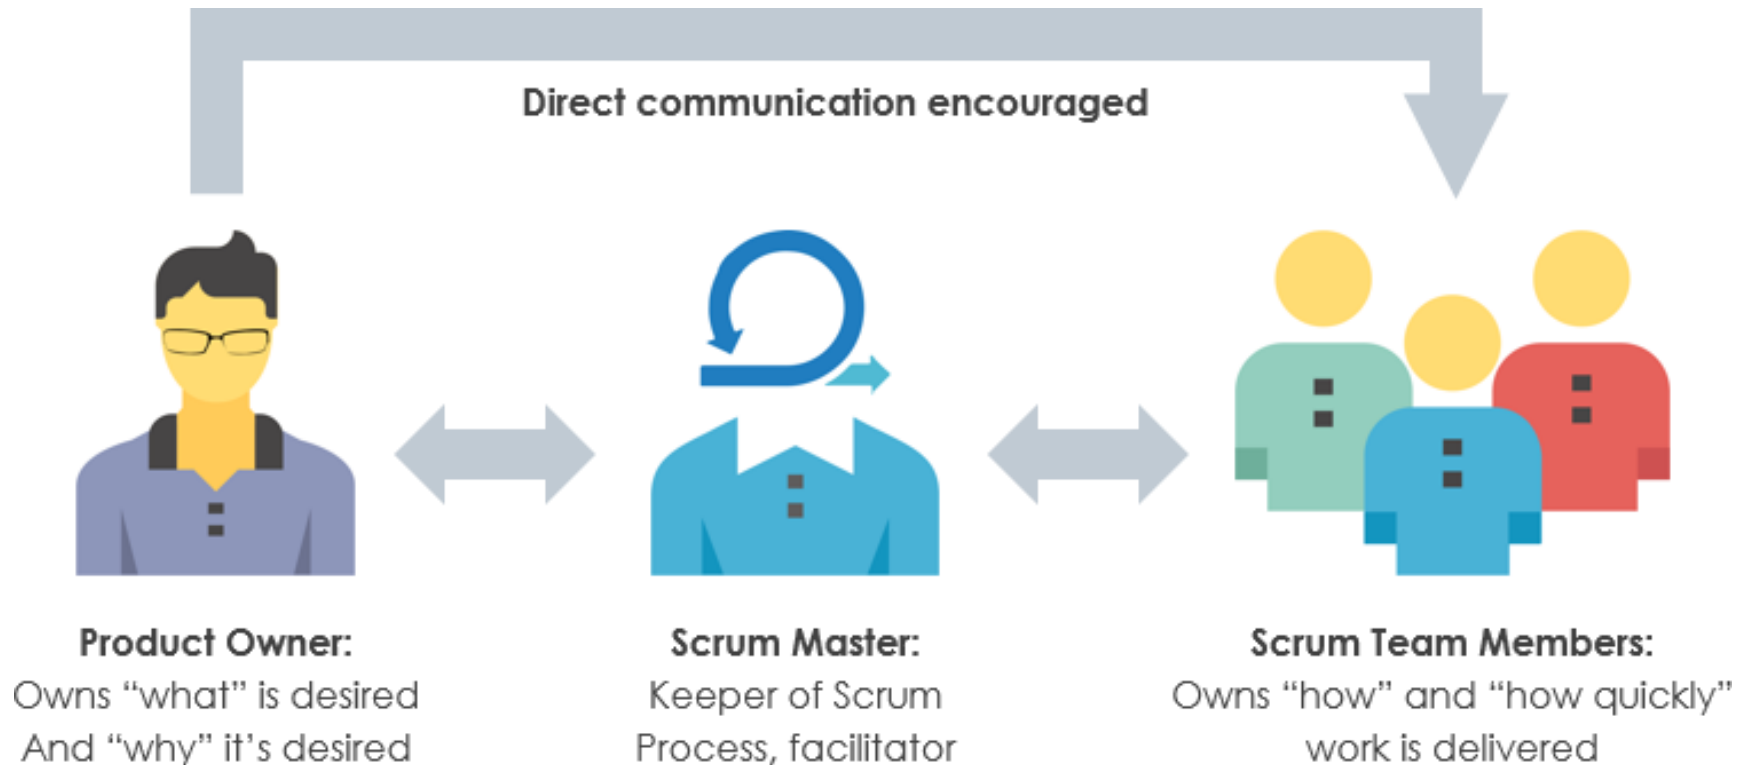 Direct communication encouraged
Product Owner:
Owns “what” is desired
And “why” it’s desired
Scrum Master:
Keeper of Scrum
Process, facilitator
Scrum Team Members:
Owns “how” and “how quickly”
work is delivered